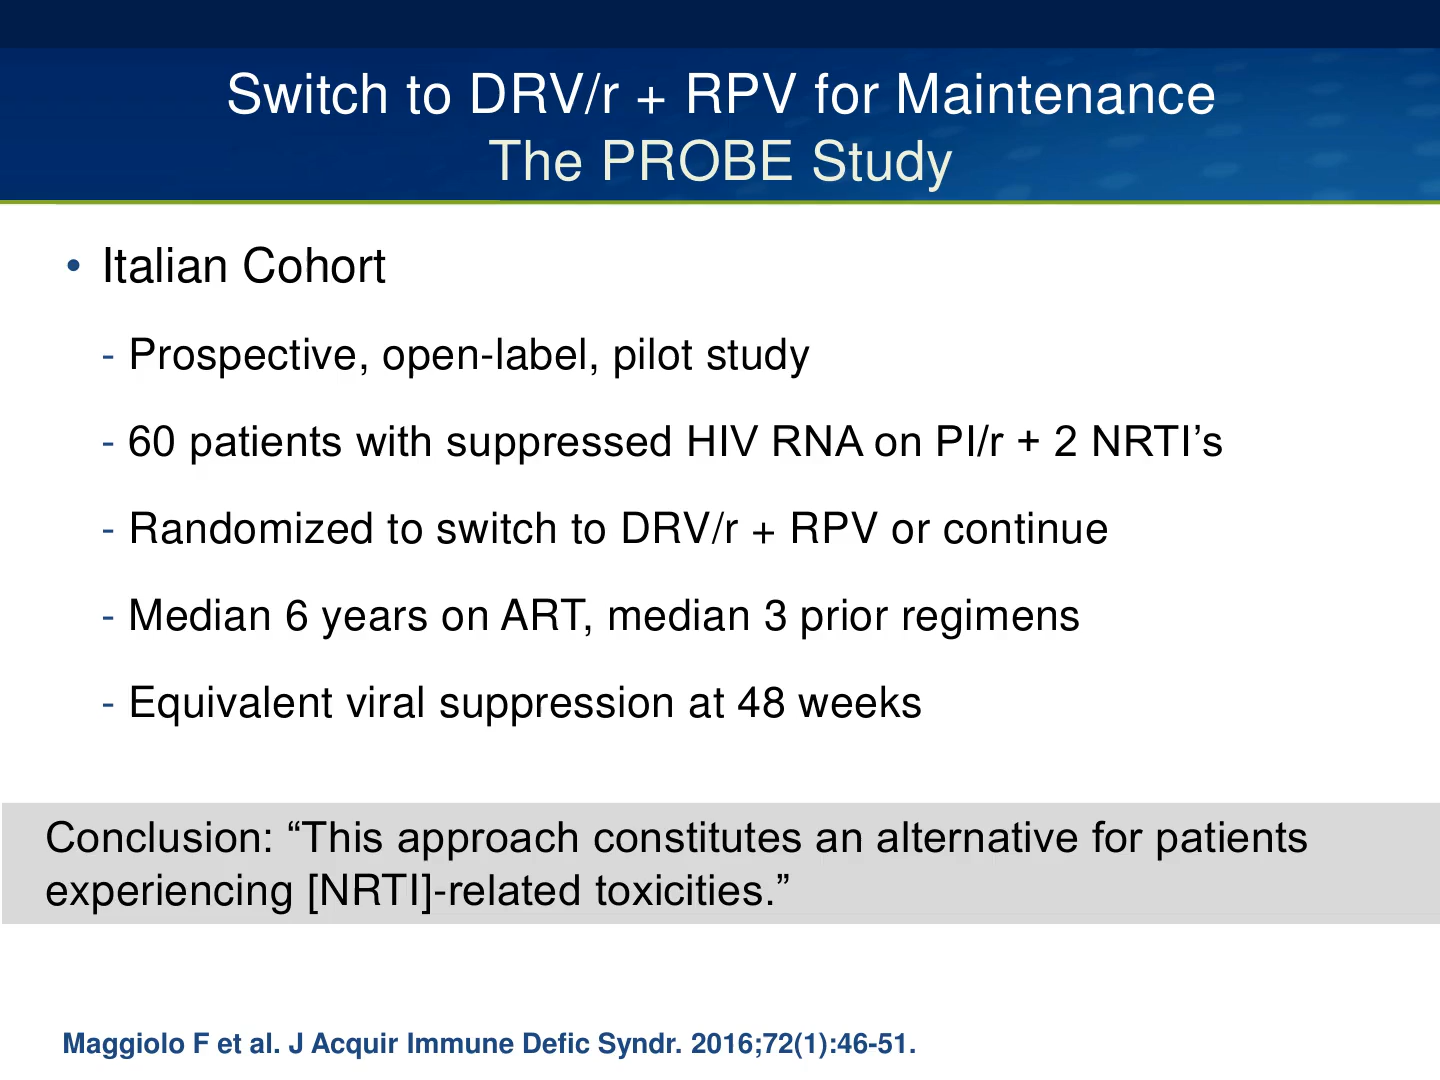 Switch to DRV/r + RPV for Maintenance
The PROBE Study
• Italian Cohort
- Prospective, open-label, pilot study
- 60 patients with suppressed HIV RNA on PI/r + 2 NRTI’s
- Randomized to switch to DRV/r + RPV or continue
- Median 6 years on ART, median 3 prior regimens
- Equivalent viral suppression at 48 weeks
Conclusion: “This approach constitutes an alternative for patients
experiencing [NRTI]-related toxicities.”
Maggiolo F et al. J Acquir Immune Defic Syndr. 2016;72(1):46-51.